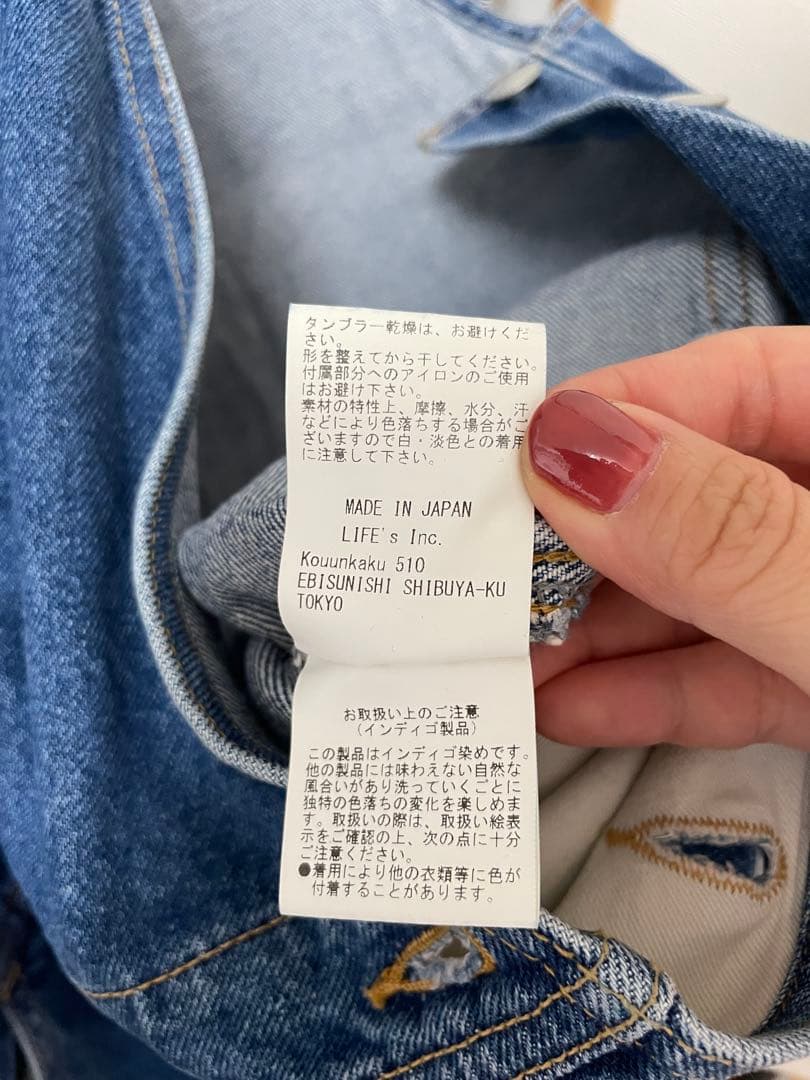 タンブラー乾燥は、お避けくだ
さい。
形を整えてから干してください。
付属部分へのアイロンのご使用
はお避け下さい。
素材の特性上、摩擦、水分、汗
などにより色落ちする場合がご
ざいますので白・淡色との着用
に注意して下さい。
MADE IN JAPAN
LIFE's Inc.
Kouunkaku 510
EBISUNISHI SHIBUYA-KU
TOKYO
お取扱い上のご注意
(インディゴ製品)
この製品はインディゴ染めです。
他の製品には味わえない自然な
風合いがあり洗っていくごとに
独特の色落ちの変化を楽しめま
す。取扱いの際は、取扱い絵表
示をご確認の上、次の点に十分
ご注意ください。
●着用により他の衣類等に色が
付着することがあります。